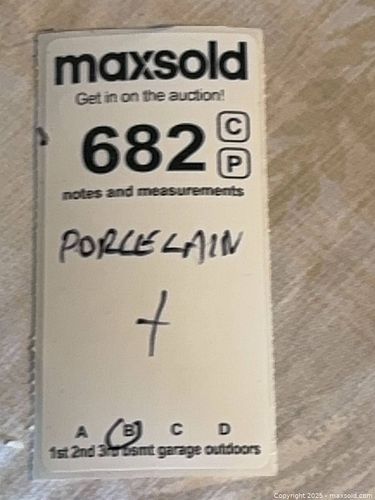 maxsold
Get in on the auction!
682 C
P
notes and measurements
PORCELAIN
+
A B C D
1st 2nd 3rd bsmt garage outdoors
Copyright 2025 - maxsold.com